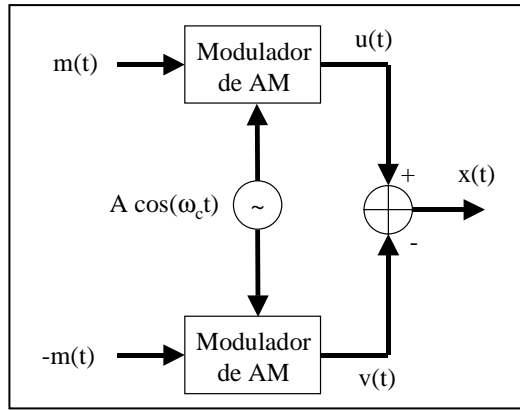 m(t)
Modulador
de AM
u(t)
+
x(t)
A cos(ω_c t)
~
-
-m(t)
Modulador
de AM
v(t)